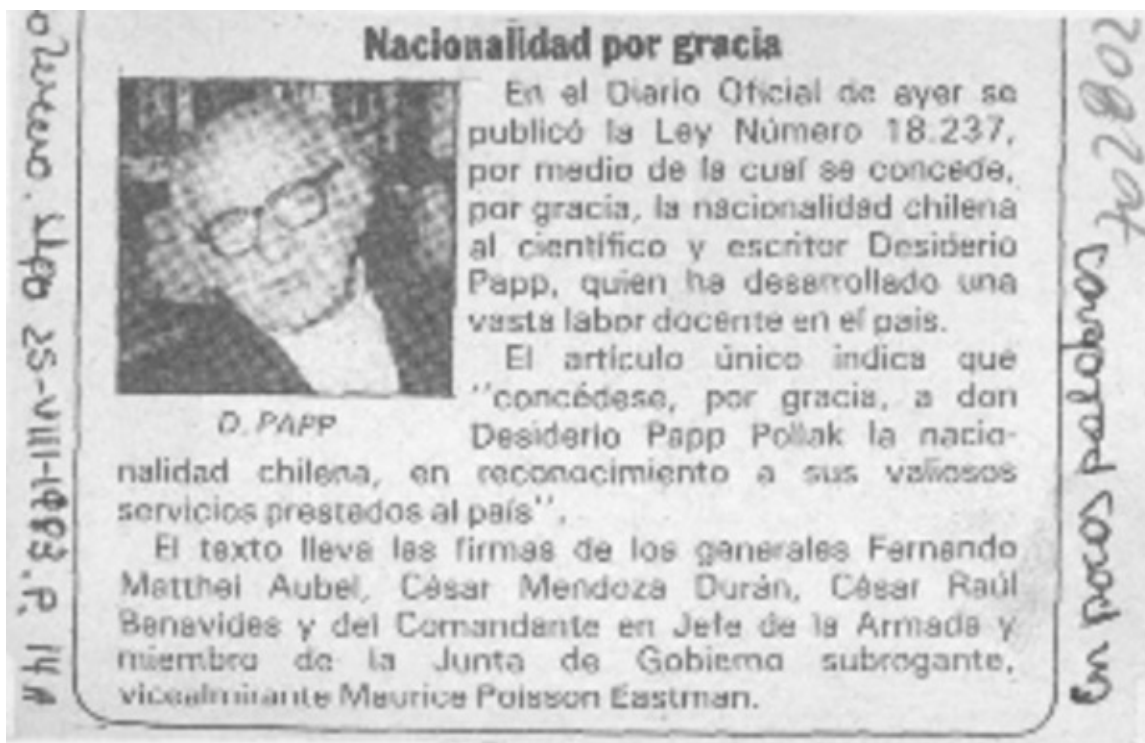 Nacionalidad por gracia
En el Diario Oficial de ayer se
publicó la Ley Número 18.237,
por medio de la cual se concede,
por gracia, la nacionalidad chilena
al científico y escritor Desiderio
Papp, quien ha desarrollado una
vasta labor docente en el país.
El artículo único indica que
"concédese, por gracia, a don
Desiderio Papp Pollak la nacio-
nalidad chilena, en reconocimiento a sus valiosos
servicios prestados al país".
El texto lleva las firmas de los generales Fernando
Matthei Aubel, César Mendoza Durán, César Raúl
Benavides y del Comandante en Jefe de la Armada y
miembro de la Junta de Gobierno subrogante,
vicealmirante Maurice Poisson Eastman.
D. PAPP
25-VIII-1983. P. 14A